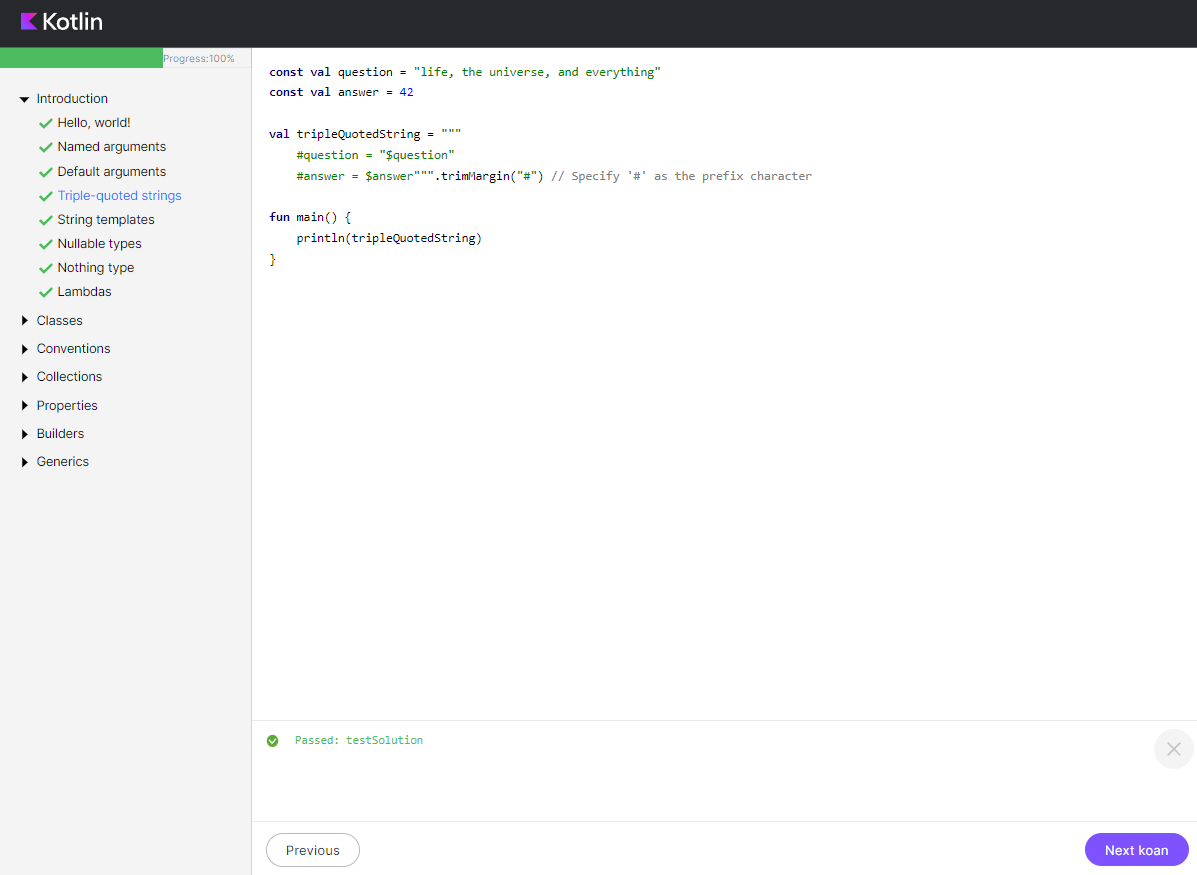 Kotlin
Progress:100%
Introduction
Hello, world!
Named arguments
Default arguments
Triple-quoted strings
String templates
Nullable types
Nothing type
Lambdas
Classes
Conventions
Collections
Properties
Builders
Generics
const val question = "life, the universe, and everything"
const val answer = 42
val tripleQuotedString = """
    #question = "$question"
    #answer = $answer""".trimMargin("#") // Specify '#' as the prefix character
fun main() {
    println(tripleQuotedString)
}
Passed: testSolution
Previous
Next koan